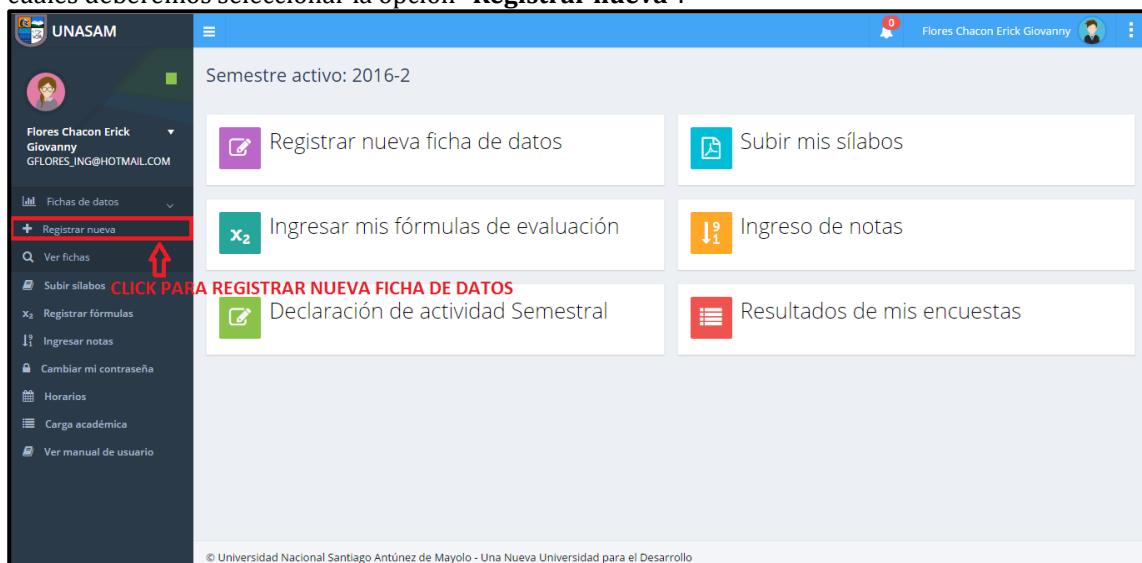 cuales deberemos seleccionar la opción "Registrar nueva".
UNASAM
0
Flores Chacon Erick Giovanny
Semestre activo: 2016-2
Flores Chacon Erick
Giovanny
GFLORES_ING@HOTMAIL.COM
Fichas de datos
Registrar nueva
Ver fichas
Subir sílabos
Registrar fórmulas
Ingresar notas
Cambiar mi contraseña
Horarios
Carga académica
Ver manual de usuario
CLICK PARA REGISTRAR NUEVA FICHA DE DATOS
Registrar nueva ficha de datos
Subir mis sílabos
x₂ Ingresar mis fórmulas de evaluación
Ingreso de notas
Declaración de actividad Semestral
Resultados de mis encuestas
© Universidad Nacional Santiago Antúnez de Mayolo - Una Nueva Universidad para el Desarrollo